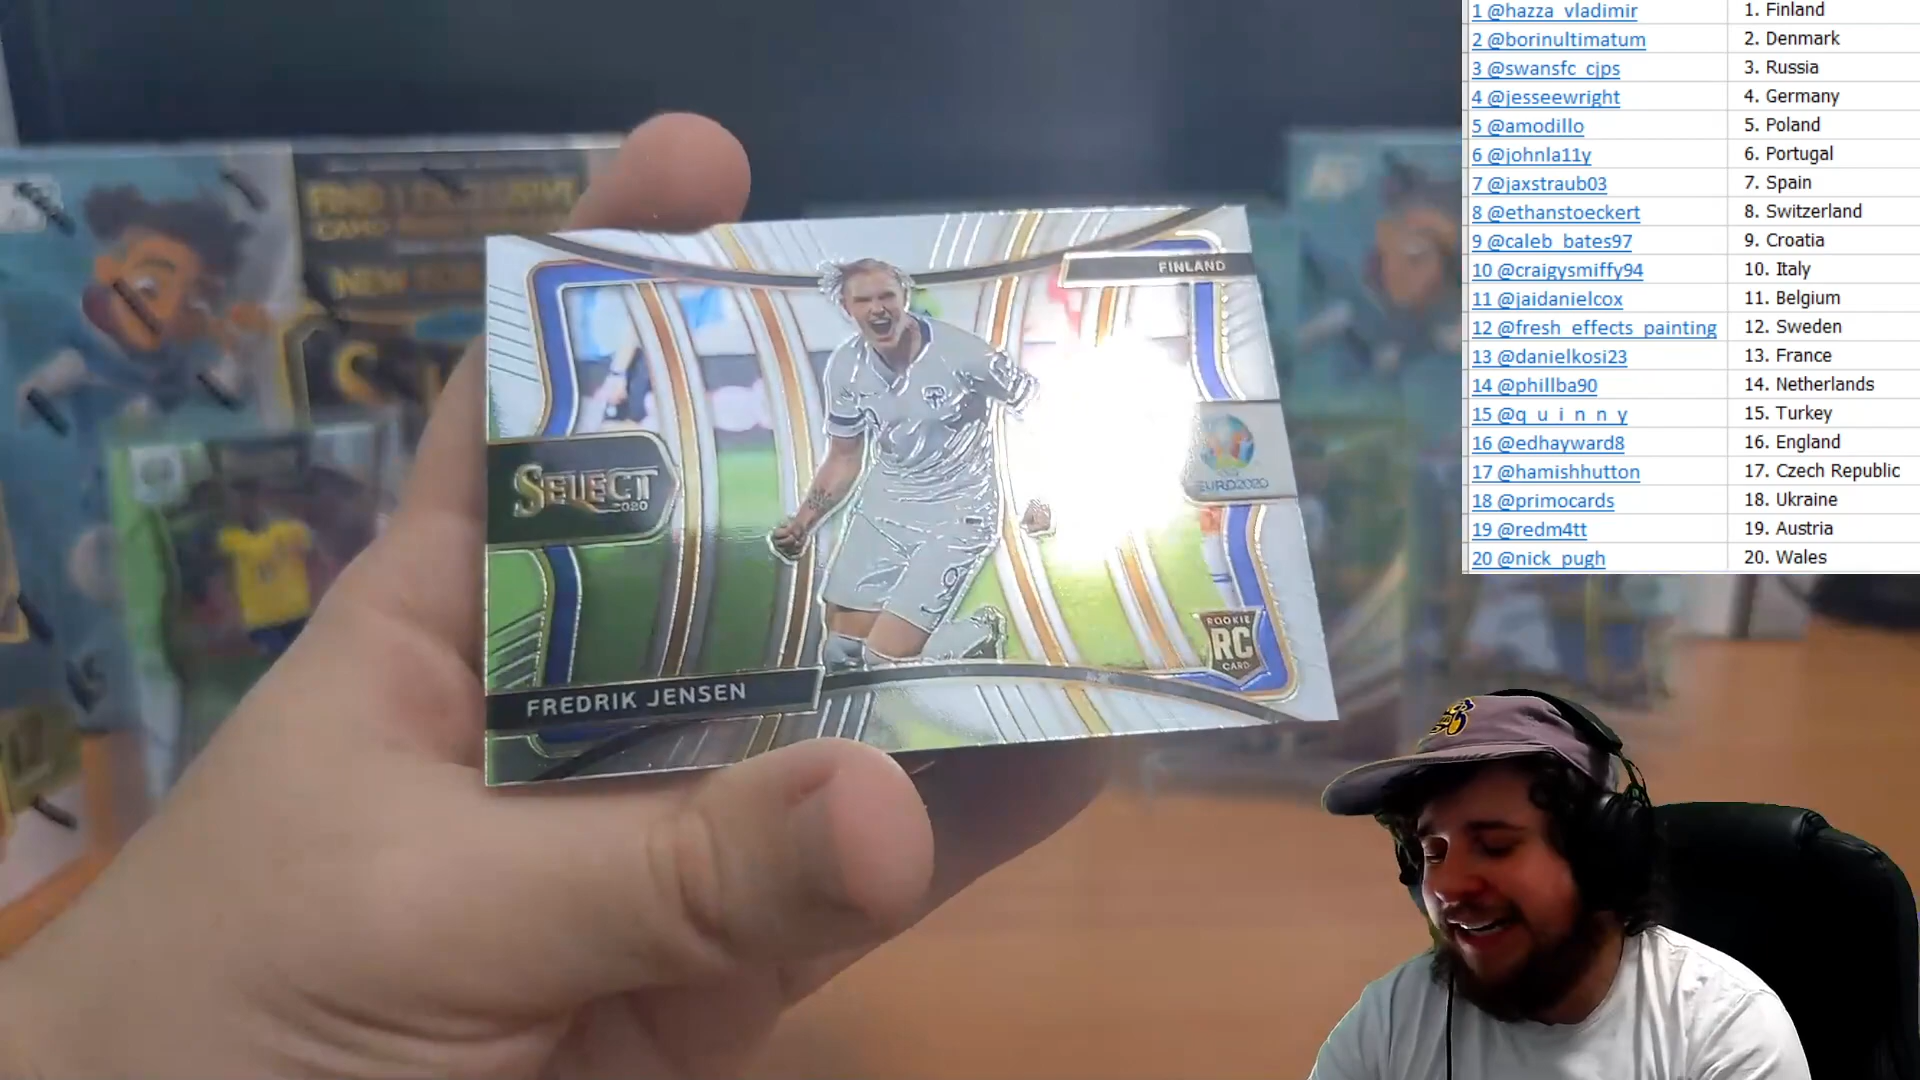 FINLAND
SELECT
2020
EURO2020
ROOKIE
RC
CARD
FREDRIK JENSEN
9
1 @hazza_vladimir 1. Finland
2 @borinultimatum 2. Denmark
3 @swansfc_cjps 3. Russia
4 @jesseewright 4. Germany
5 @amodillo 5. Poland
6 @johnla11y 6. Portugal
7 @jaxstraub03 7. Spain
8 @ethanstoeckert 8. Switzerland
9 @caleb_bates97 9. Croatia
10 @craigysmiffy94 10. Italy
11 @jaidanielcox 11. Belgium
12 @fresh_effects_painting 12. Sweden
13 @danielkosi23 13. France
14 @phillba90 14. Netherlands
15 @q_u_i_n_n_y 15. Turkey
16 @edhayward8 16. England
17 @hamishhutton 17. Czech Republic
18 @primocards 18. Ukraine
19 @redm4tt 19. Austria
20 @nick_pugh 20. Wales